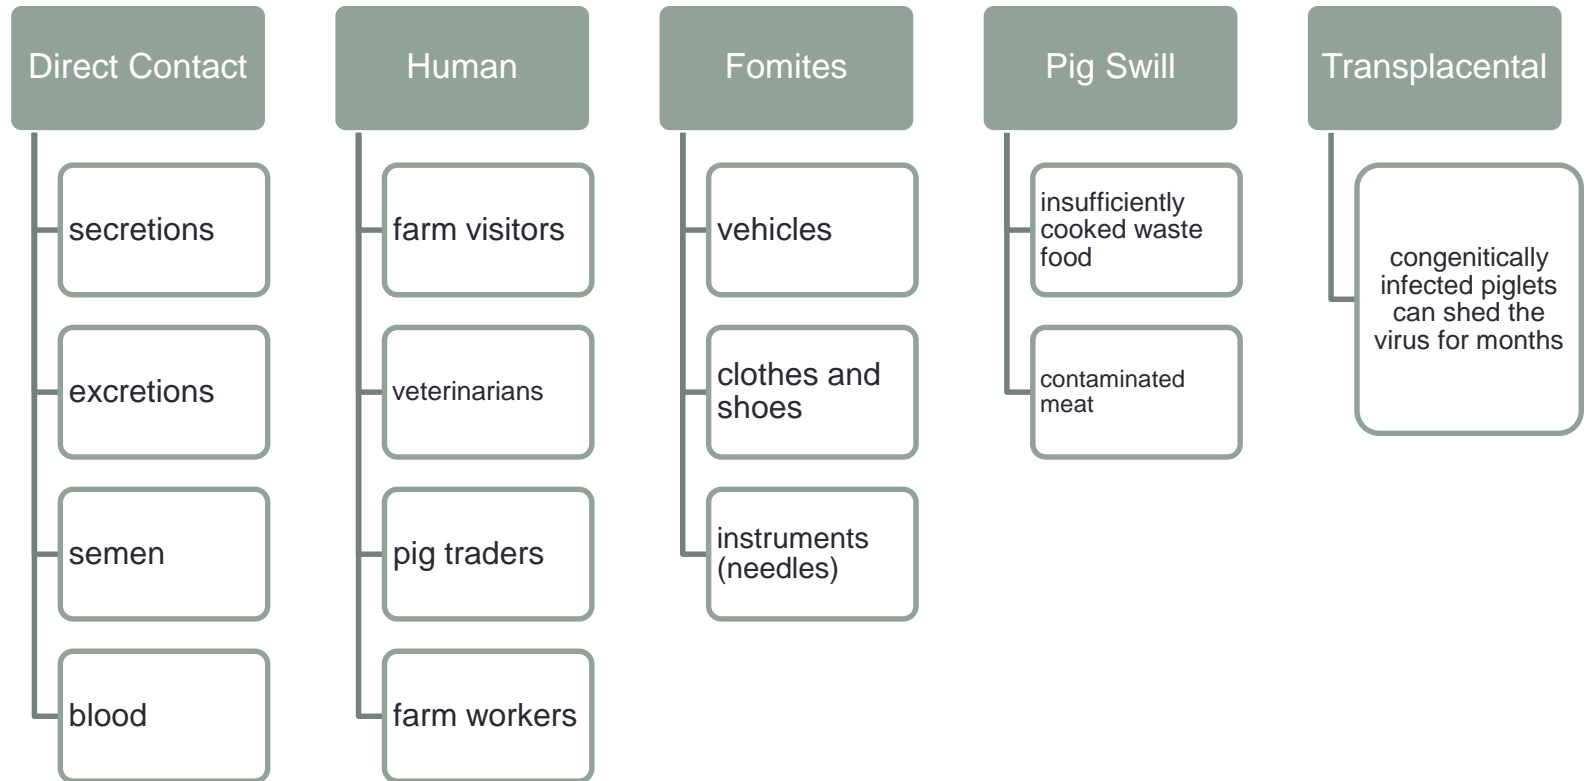 Direct Contact
secretions
excretions
semen
blood
Human
farm visitors
veterinarians
pig traders
farm workers
Fomites
vehicles
clothes and
shoes
instruments
(needles)
Pig Swill
insufficiently
cooked waste
food
contaminated
meat
Transplacental
congenitically
infected piglets
can shed the
virus for months